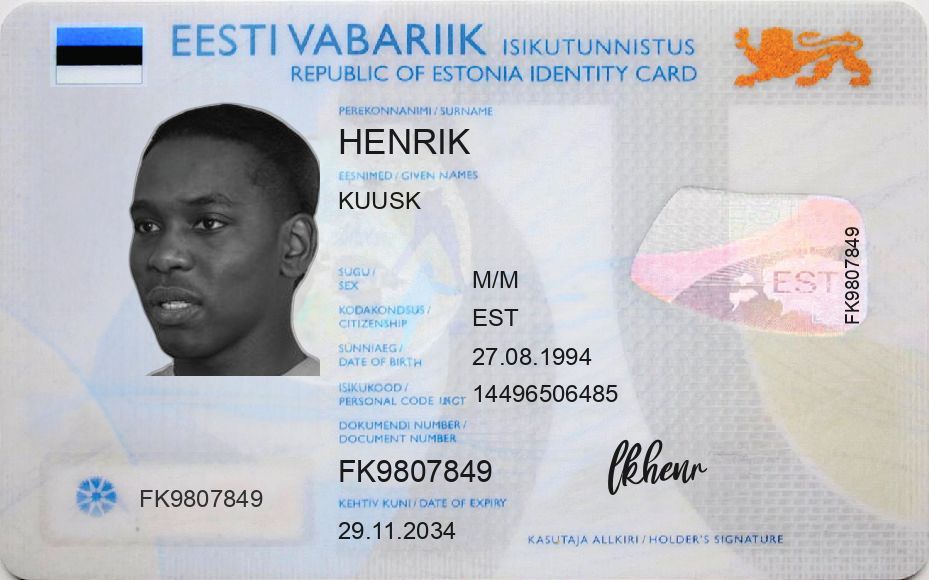 EESTI VABARIIK ISIKUTUNNISTUS
REPUBLIC OF ESTONIA IDENTITY CARD
PEREKONNANIMI / SURNAME
HENRIK
EESNIMED / GIVEN NAMES
KUUSK
SUGU /
SEX
M/M
KODAKONDSUS /
CITIZENSHIP
EST
SÜNNIAEG /
DATE OF BIRTH
27.08.1994
ISIKUKOOD /
PERSONAL CODE
14496506485
DOKUMENDI NUMBER /
DOCUMENT NUMBER
FK9807849
KEHTIV KUNI / DATE OF EXPIRY
29.11.2034
FK9807849
EST
FK9807849
lkhenr
KASUTAJA ALLKIRI / HOLDER'S SIGNATURE